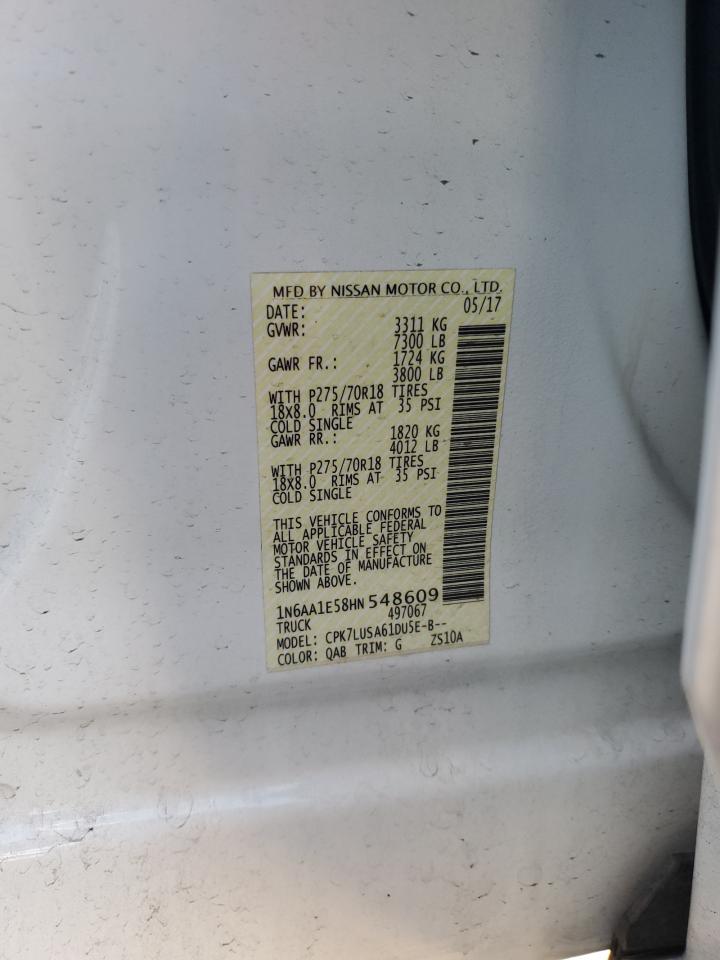 MFD BY NISSAN MOTOR CO., LTD.
DATE: 05/17
GVWR: 3311 KG
7300 LB
GAWR FR.: 1724 KG
3800 LB
WITH P275/70R18 TIRES
18X8.0 RIMS AT 35 PSI
COLD SINGLE
GAWR RR.: 1820 KG
4012 LB
WITH P275/70R18 TIRES
18X8.0 RIMS AT 35 PSI
COLD SINGLE
THIS VEHICLE CONFORMS TO
ALL APPLICABLE FEDERAL
MOTOR VEHICLE SAFETY
STANDARDS IN EFFECT ON
THE DATE OF MANUFACTURE
SHOWN ABOVE.
1N6AA1E58HN548609
TRUCK 497067
MODEL: CPK7LUSA61DU5E-B--
COLOR: QAB TRIM: G ZS10A